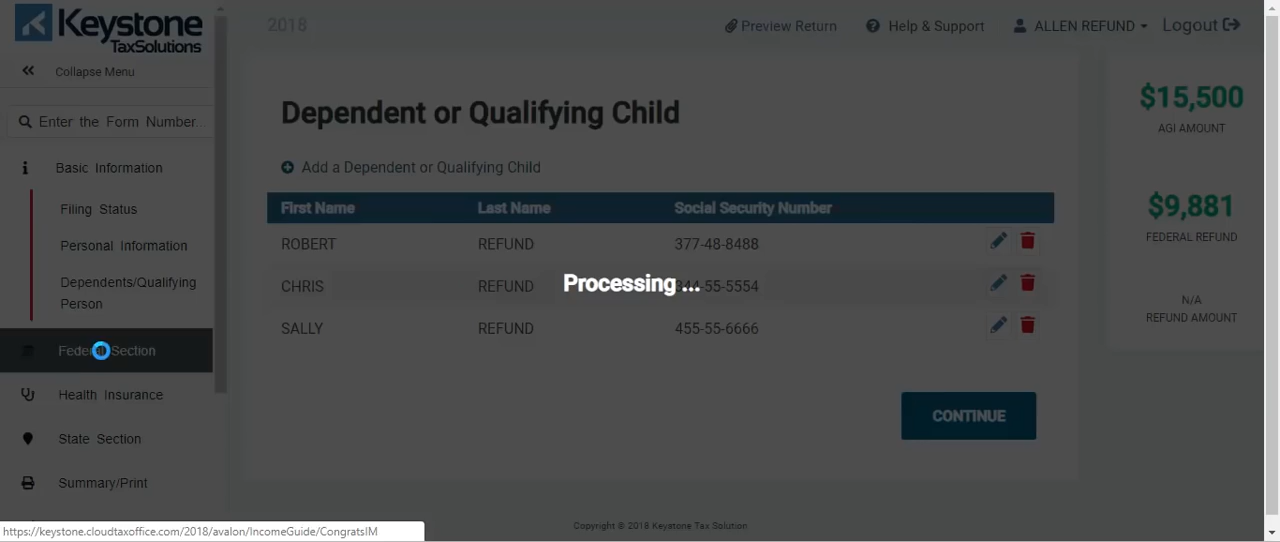 Keystone
TaxSolutions
2018
Preview Return
Help & Support
ALLEN REFUND
Logout
Collapse Menu
Enter the Form Number...
Basic Information
Filing Status
Personal Information
Dependents/Qualifying
Person
Federal Section
Health Insurance
State Section
Summary/Print
Dependent or Qualifying Child
Add a Dependent or Qualifying Child
First Name Last Name Social Security Number
ROBERT REFUND 377-48-8488
CHRIS REFUND 344-55-5554
SALLY REFUND 455-55-6666
Processing ...
CONTINUE
$15,500
AGI AMOUNT
$9,881
FEDERAL REFUND
N/A
REFUND AMOUNT
https://keystone.cloudtaxoffice.com/2018/avalon/IncomeGuide/CongratsIM
Copyright © 2018 Keystone Tax Solution